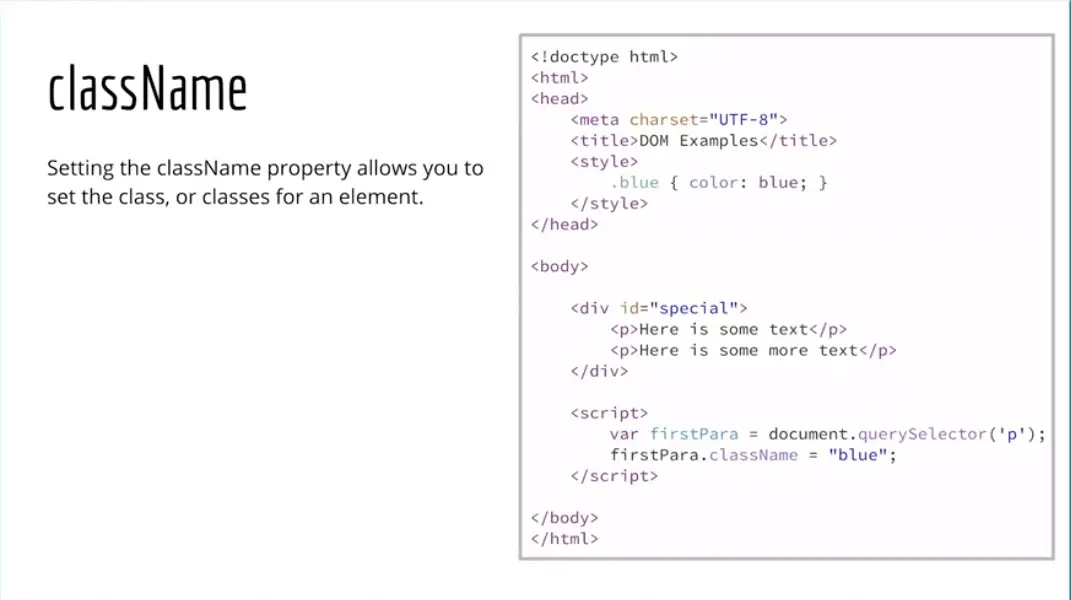 className
Setting the className property allows you to
set the class, or classes for an element.
<!doctype html>
<html>
<head>
    <meta charset="UTF-8">
    <title>DOM Examples</title>
    <style>
        .blue { color: blue; }
    </style>
</head>
<body>
    <div id="special">
        <p>Here is some text</p>
        <p>Here is some more text</p>
    </div>
    <script>
        var firstPara = document.querySelector('p');
        firstPara.className = "blue";
    </script>
</body>
</html>